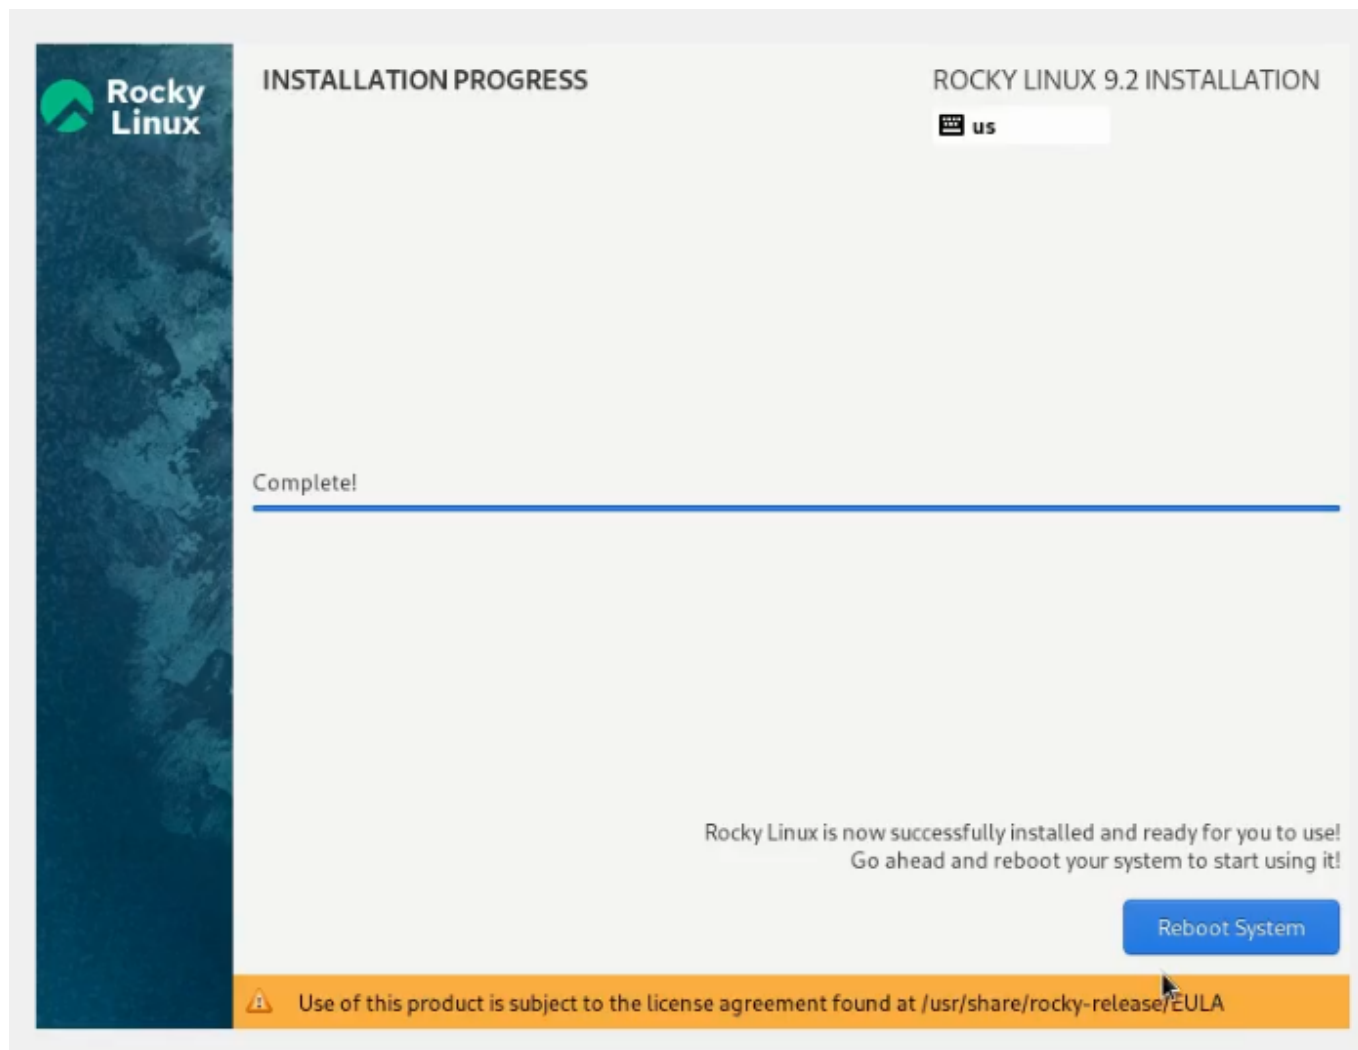 Rocky
Linux
INSTALLATION PROGRESS
ROCKY LINUX 9.2 INSTALLATION
us
Complete!
Rocky Linux is now successfully installed and ready for you to use!
Go ahead and reboot your system to start using it!
Reboot System
Use of this product is subject to the license agreement found at /usr/share/rocky-release/EULA